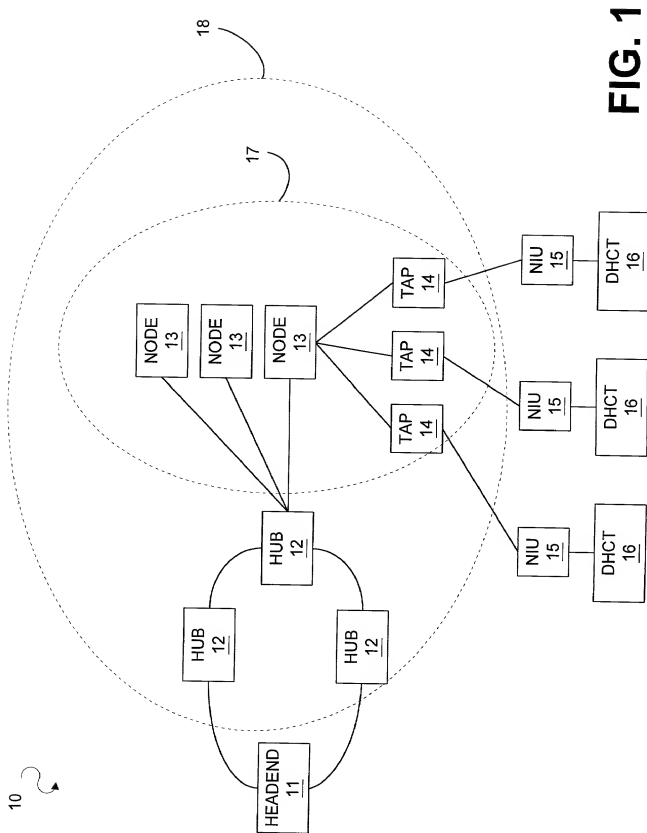 10
NODE
13
18
HUB
12
NODE
13
17
HEADEND
11
HUB
12
NODE
13
HUB
12
TAP
14
TAP
14
TAP
14
NIU
15
NIU
15
NIU
15
DHCT
16
DHCT
16
DHCT
16
FIG. 1